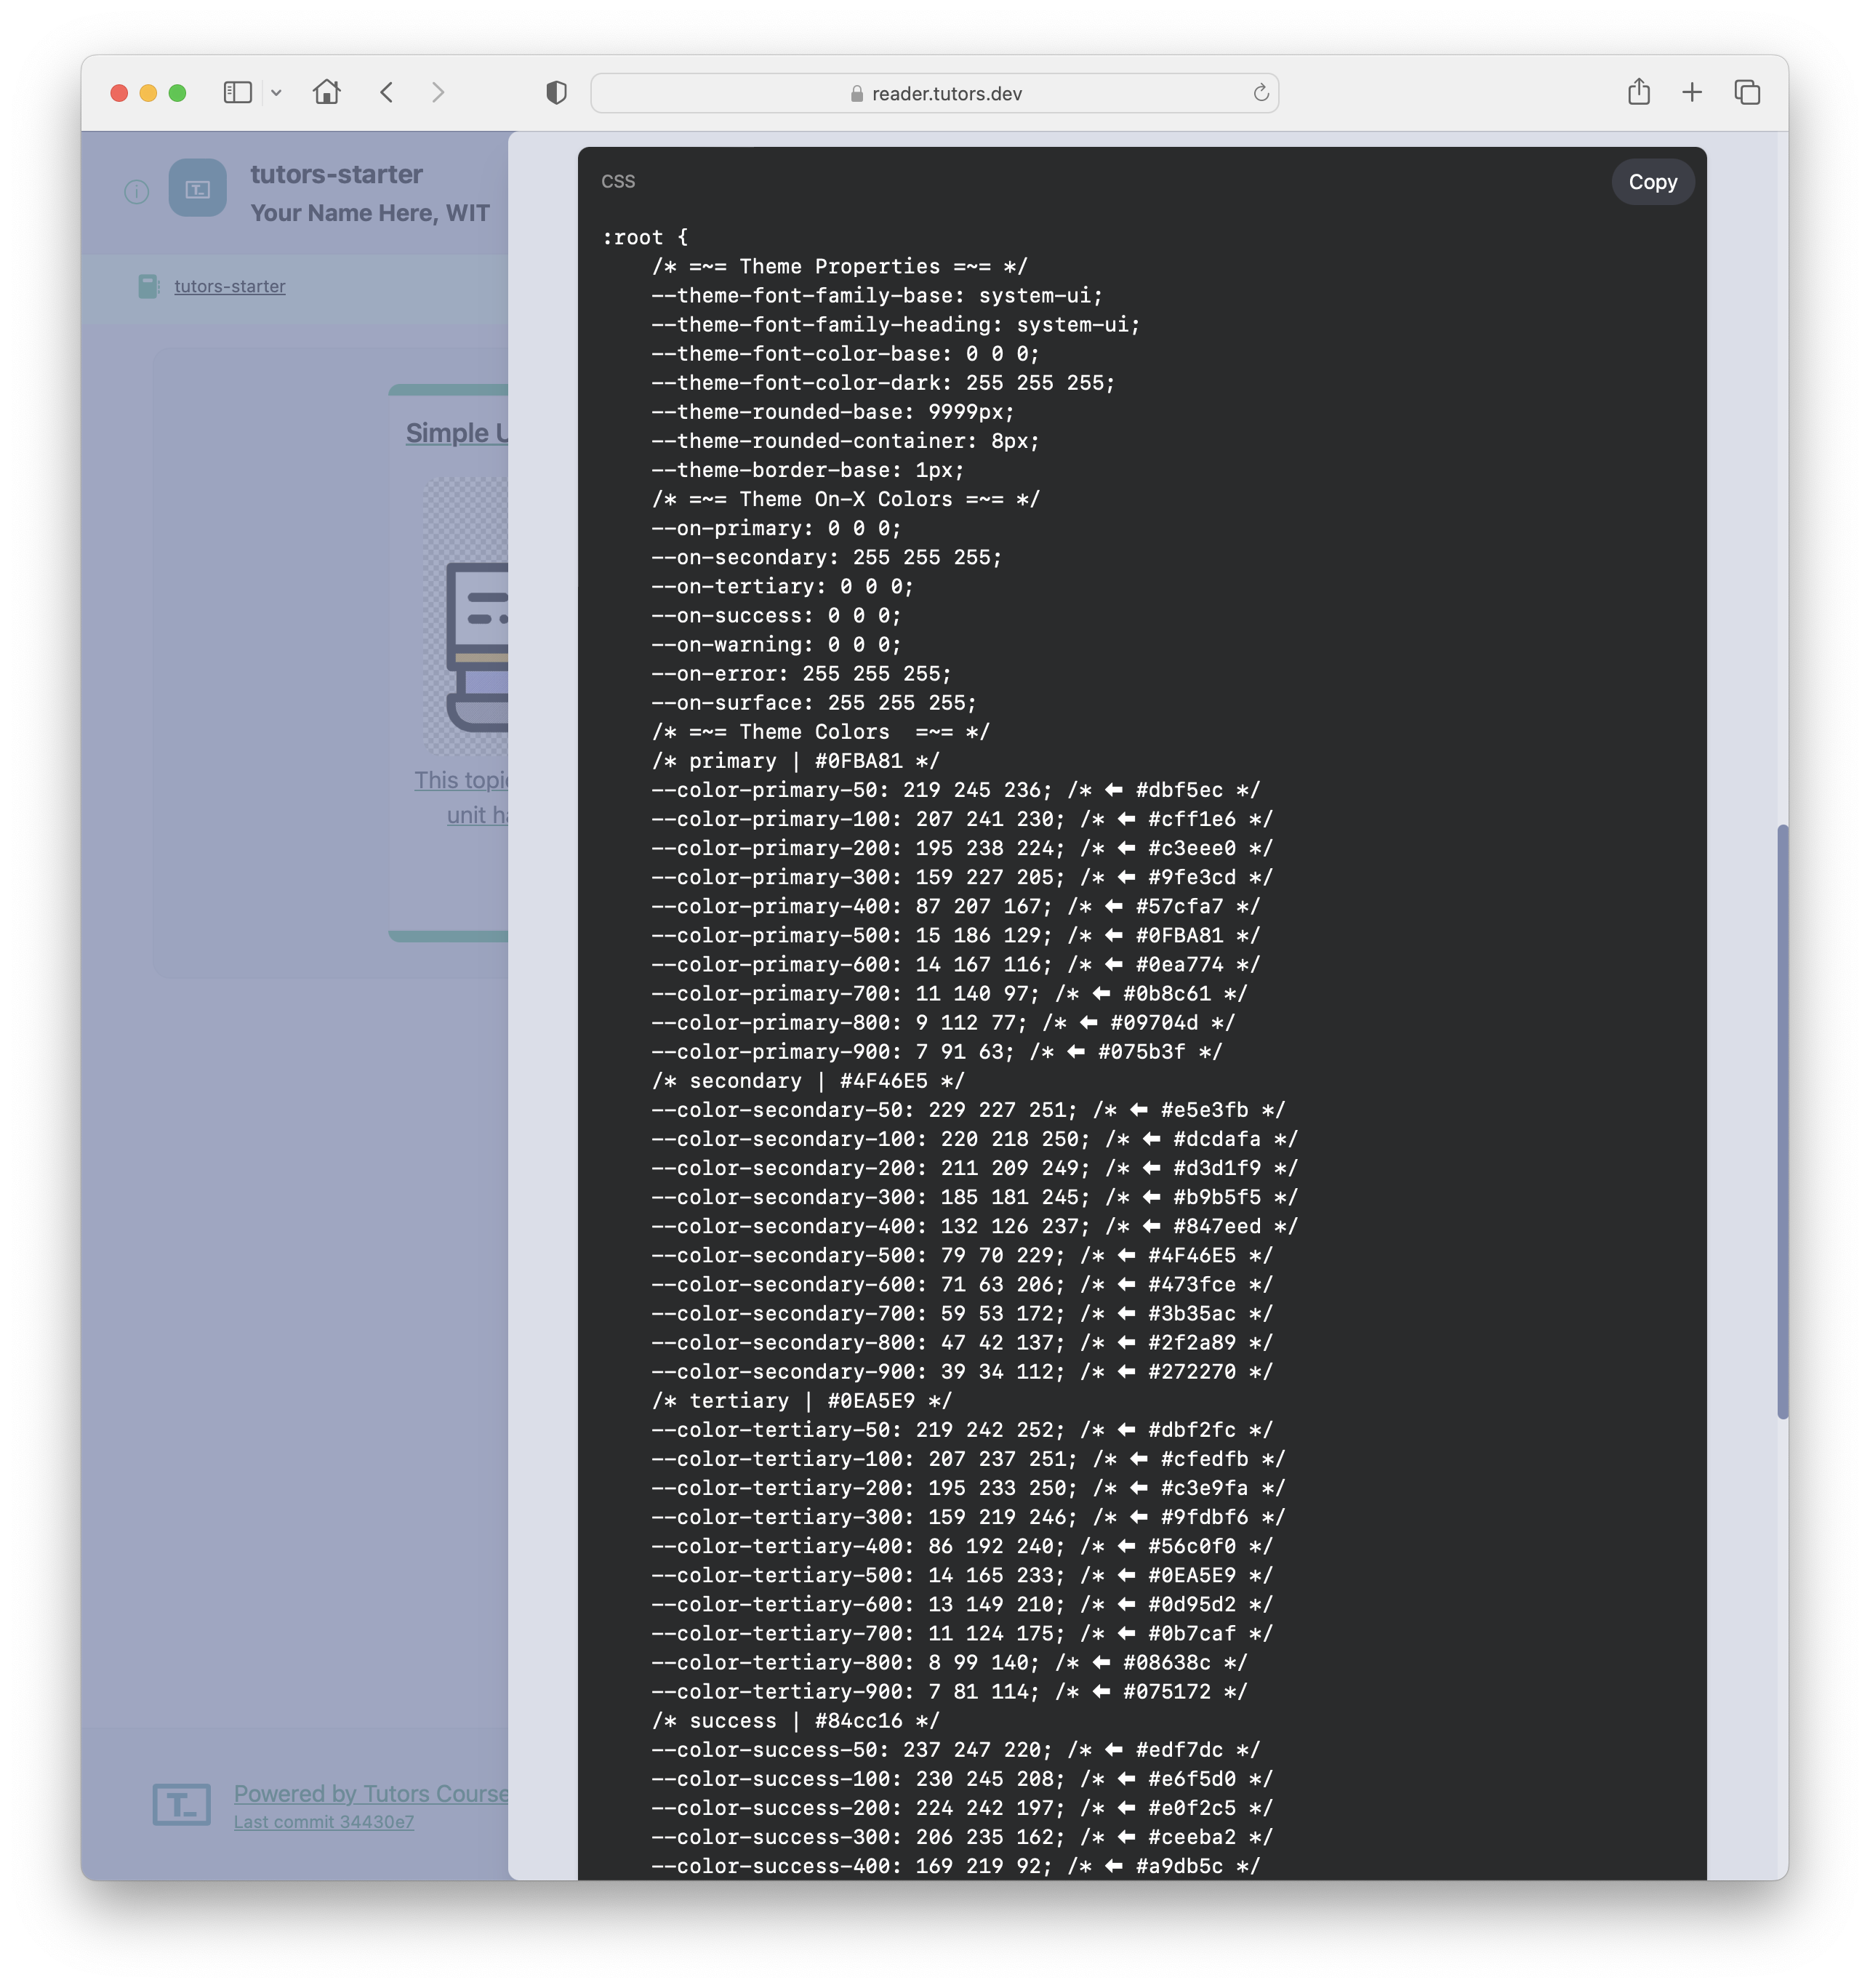 reader.tutors.dev
tutors-starter
Your Name Here, WIT
tutors-starter
Simple U
This topi
unit ha
T_
Powered by Tutors Course
Last commit 34430e7
CSS
Copy
:root {
/* =~= Theme Properties =~= */
--theme-font-family-base: system-ui;
--theme-font-family-heading: system-ui;
--theme-font-color-base: 0 0 0;
--theme-font-color-dark: 255 255 255;
--theme-rounded-base: 9999px;
--theme-rounded-container: 8px;
--theme-border-base: 1px;
/* =~= Theme On-X Colors =~= */
--on-primary: 0 0 0;
--on-secondary: 255 255 255;
--on-tertiary: 0 0 0;
--on-success: 0 0 0;
--on-warning: 0 0 0;
--on-error: 255 255 255;
--on-surface: 255 255 255;
/* =~= Theme Colors  =~= */
/* primary | #0FBA81 */
--color-primary-50: 219 245 236; /* ⬅ #dbf5ec */
--color-primary-100: 207 241 230; /* ⬅ #cff1e6 */
--color-primary-200: 195 238 224; /* ⬅ #c3eee0 */
--color-primary-300: 159 227 205; /* ⬅ #9fe3cd */
--color-primary-400: 87 207 167; /* ⬅ #57cfa7 */
--color-primary-500: 15 186 129; /* ⬅ #0FBA81 */
--color-primary-600: 14 167 116; /* ⬅ #0ea774 */
--color-primary-700: 11 140 97; /* ⬅ #0b8c61 */
--color-primary-800: 9 112 77; /* ⬅ #09704d */
--color-primary-900: 7 91 63; /* ⬅ #075b3f */
/* secondary | #4F46E5 */
--color-secondary-50: 229 227 251; /* ⬅ #e5e3fb */
--color-secondary-100: 220 218 250; /* ⬅ #dcdafa */
--color-secondary-200: 211 209 249; /* ⬅ #d3d1f9 */
--color-secondary-300: 185 181 245; /* ⬅ #b9b5f5 */
--color-secondary-400: 132 126 237; /* ⬅ #847eed */
--color-secondary-500: 79 70 229; /* ⬅ #4F46E5 */
--color-secondary-600: 71 63 206; /* ⬅ #473fce */
--color-secondary-700: 59 53 172; /* ⬅ #3b35ac */
--color-secondary-800: 47 42 137; /* ⬅ #2f2a89 */
--color-secondary-900: 39 34 112; /* ⬅ #272270 */
/* tertiary | #0EA5E9 */
--color-tertiary-50: 219 242 252; /* ⬅ #dbf2fc */
--color-tertiary-100: 207 237 251; /* ⬅ #cfedfb */
--color-tertiary-200: 195 233 250; /* ⬅ #c3e9fa */
--color-tertiary-300: 159 219 246; /* ⬅ #9fdbf6 */
--color-tertiary-400: 86 192 240; /* ⬅ #56c0f0 */
--color-tertiary-500: 14 165 233; /* ⬅ #0EA5E9 */
--color-tertiary-600: 13 149 210; /* ⬅ #0d95d2 */
--color-tertiary-700: 11 124 175; /* ⬅ #0b7caf */
--color-tertiary-800: 8 99 140; /* ⬅ #08638c */
--color-tertiary-900: 7 81 114; /* ⬅ #075172 */
/* success | #84cc16 */
--color-success-50: 237 247 220; /* ⬅ #edf7dc */
--color-success-100: 230 245 208; /* ⬅ #e6f5d0 */
--color-success-200: 224 242 197; /* ⬅ #e0f2c5 */
--color-success-300: 206 235 162; /* ⬅ #ceeba2 */
--color-success-400: 169 219 92; /* ⬅ #a9db5c */